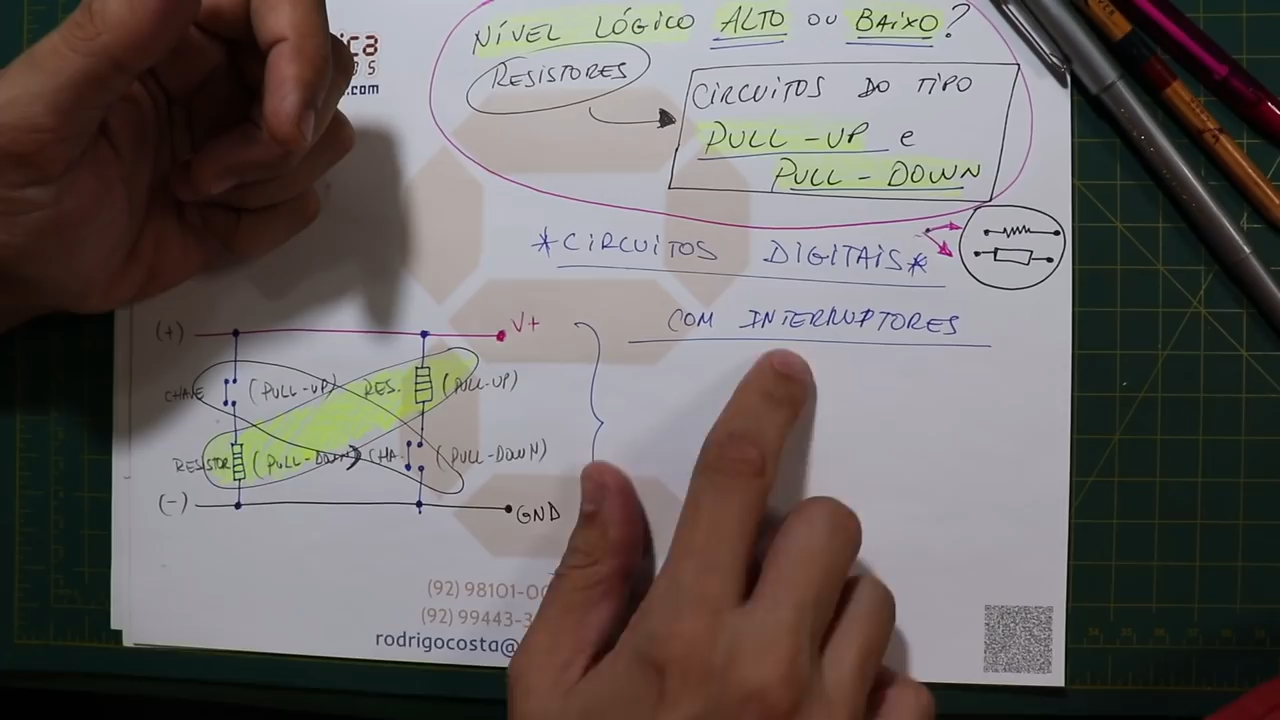 NÍVEL LÓGICO ALTO OU BAIXO?
RESISTORES
CIRCUITOS DO TIPO
PULL-UP e
PULL-DOWN
*CIRCUITOS DIGITAIS*
COM INTERRUPTORES
(+) V+
CHAVE (PULL-UP) RES. (PULL-UP)
RESISTOR (PULL-DOWN) CHA. (PULL-DOWN)
(-) GND
(92) 98101-0
(92) 99443-3
rodrigocosta@